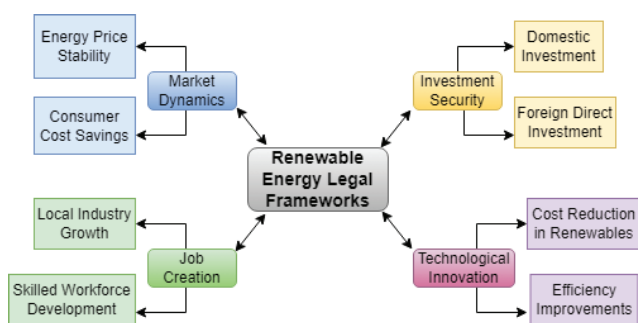 Energy Price
Stability
Market
Dynamics
Consumer
Cost Savings
Investment
Security
Domestic
Investment
Foreign Direct
Investment
Renewable
Energy Legal
Frameworks
Local Industry
Growth
Job
Creation
Skilled Workforce
Development
Technological
Innovation
Cost Reduction
in Renewables
Efficiency
Improvements